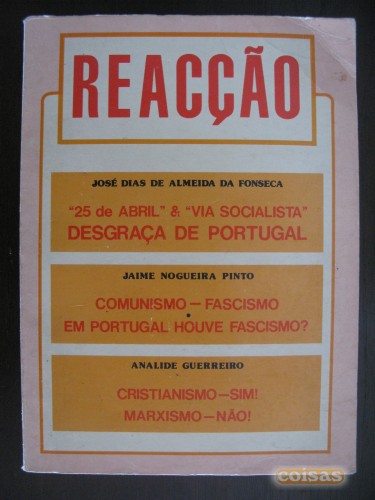 REACÇÃO
JOSÉ DIAS DE ALMEIDA DA FONSECA
"25 de ABRIL" & "VIA SOCIALISTA"
DESGRAÇA DE PORTUGAL
JAIME NOGUEIRA PINTO
COMUNISMO — FASCISMO
•
EM PORTUGAL HOUVE FASCISMO?
ANALIDE GUERREIRO
CRISTIANISMO—SIM!
MARXISMO—NÃO!
coisas